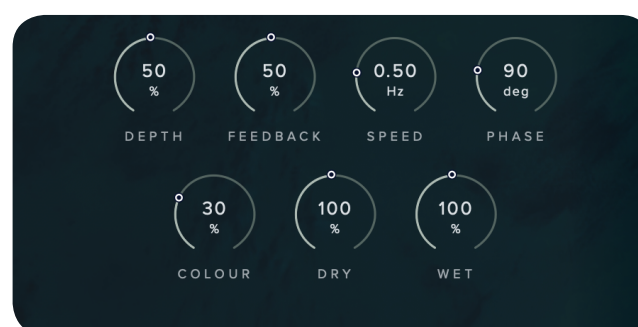 50 50 0.50 90
% % Hz deg
DEPTH FEEDBACK SPEED PHASE
30 100 100
% % %
COLOUR DRY WET